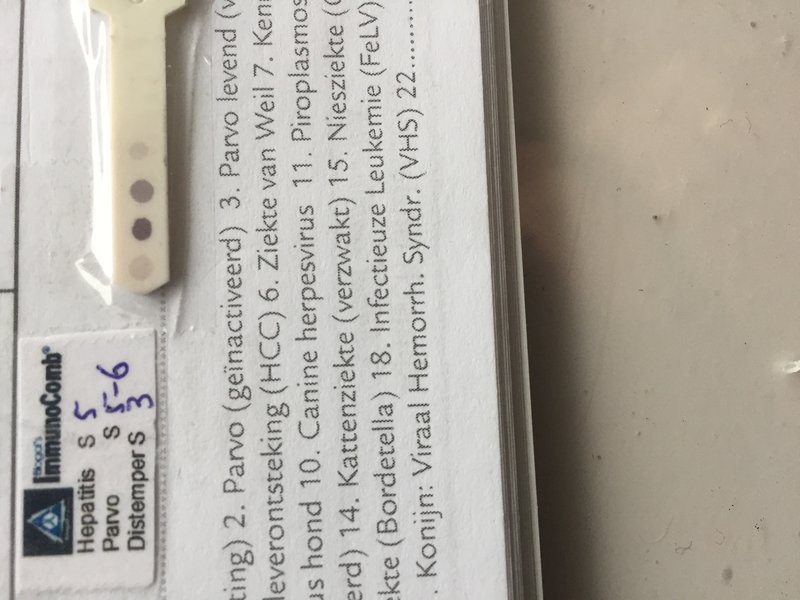 Biogal's
ImmunoComb®
Hepatitis S 5
Parvo S 5-6
Distemper S 3
ting) 2. Parvo (geïnactiveerd) 3. Parvo levend
leverontsteking (HCC) 6. Ziekte van Weil 7.
us hond 10. Canine herpesvirus 11.
erd) 14. Kattenziekte (verzwakt) 15. Niesziekte
ekte (Bordetella) 18. Infectieuze Leukemie (FeLV)
. Konijn: Viraal Hemorrh. Syndr. (VHS) 22..........